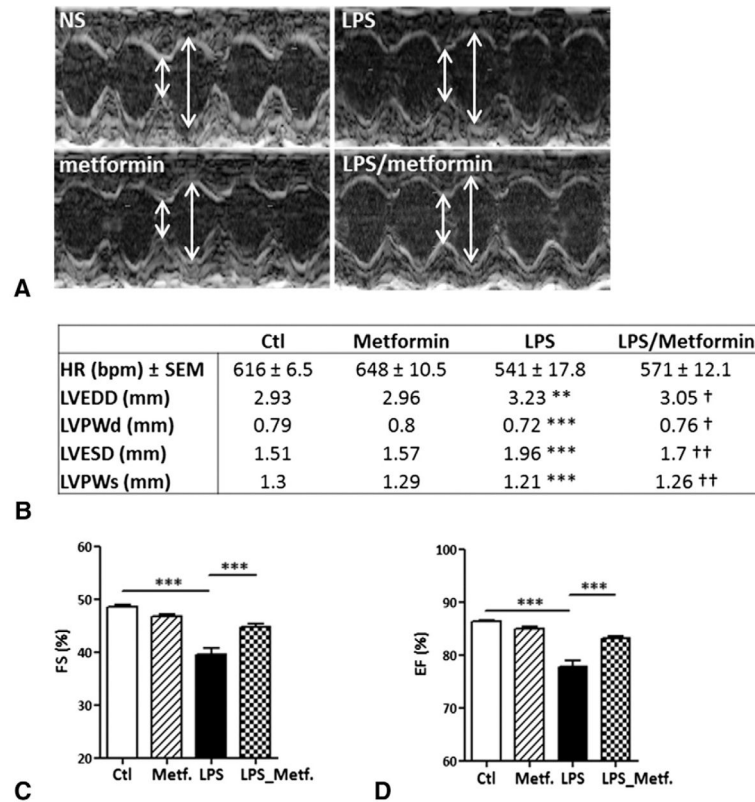 NS
LPS
metformin
LPS/metformin
A
Ctl Metformin LPS LPS/Metformin
HR (bpm) ± SEM 616 ± 6.5 648 ± 10.5 541 ± 17.8 571 ± 12.1
LVEDD (mm) 2.93 2.96 3.23 ** 3.05 †
LVPWd (mm) 0.79 0.8 0.72 *** 0.76 †
LVESD (mm) 1.51 1.57 1.96 *** 1.7 ††
LVPWs (mm) 1.3 1.29 1.21 *** 1.26 ††
B
60
50
40
30
20
FS (%)
***
***
Ctl Metf. LPS LPS_Metf.
C
100
90
80
70
60
EF (%)
***
***
Ctl Metf. LPS LPS_Metf.
D